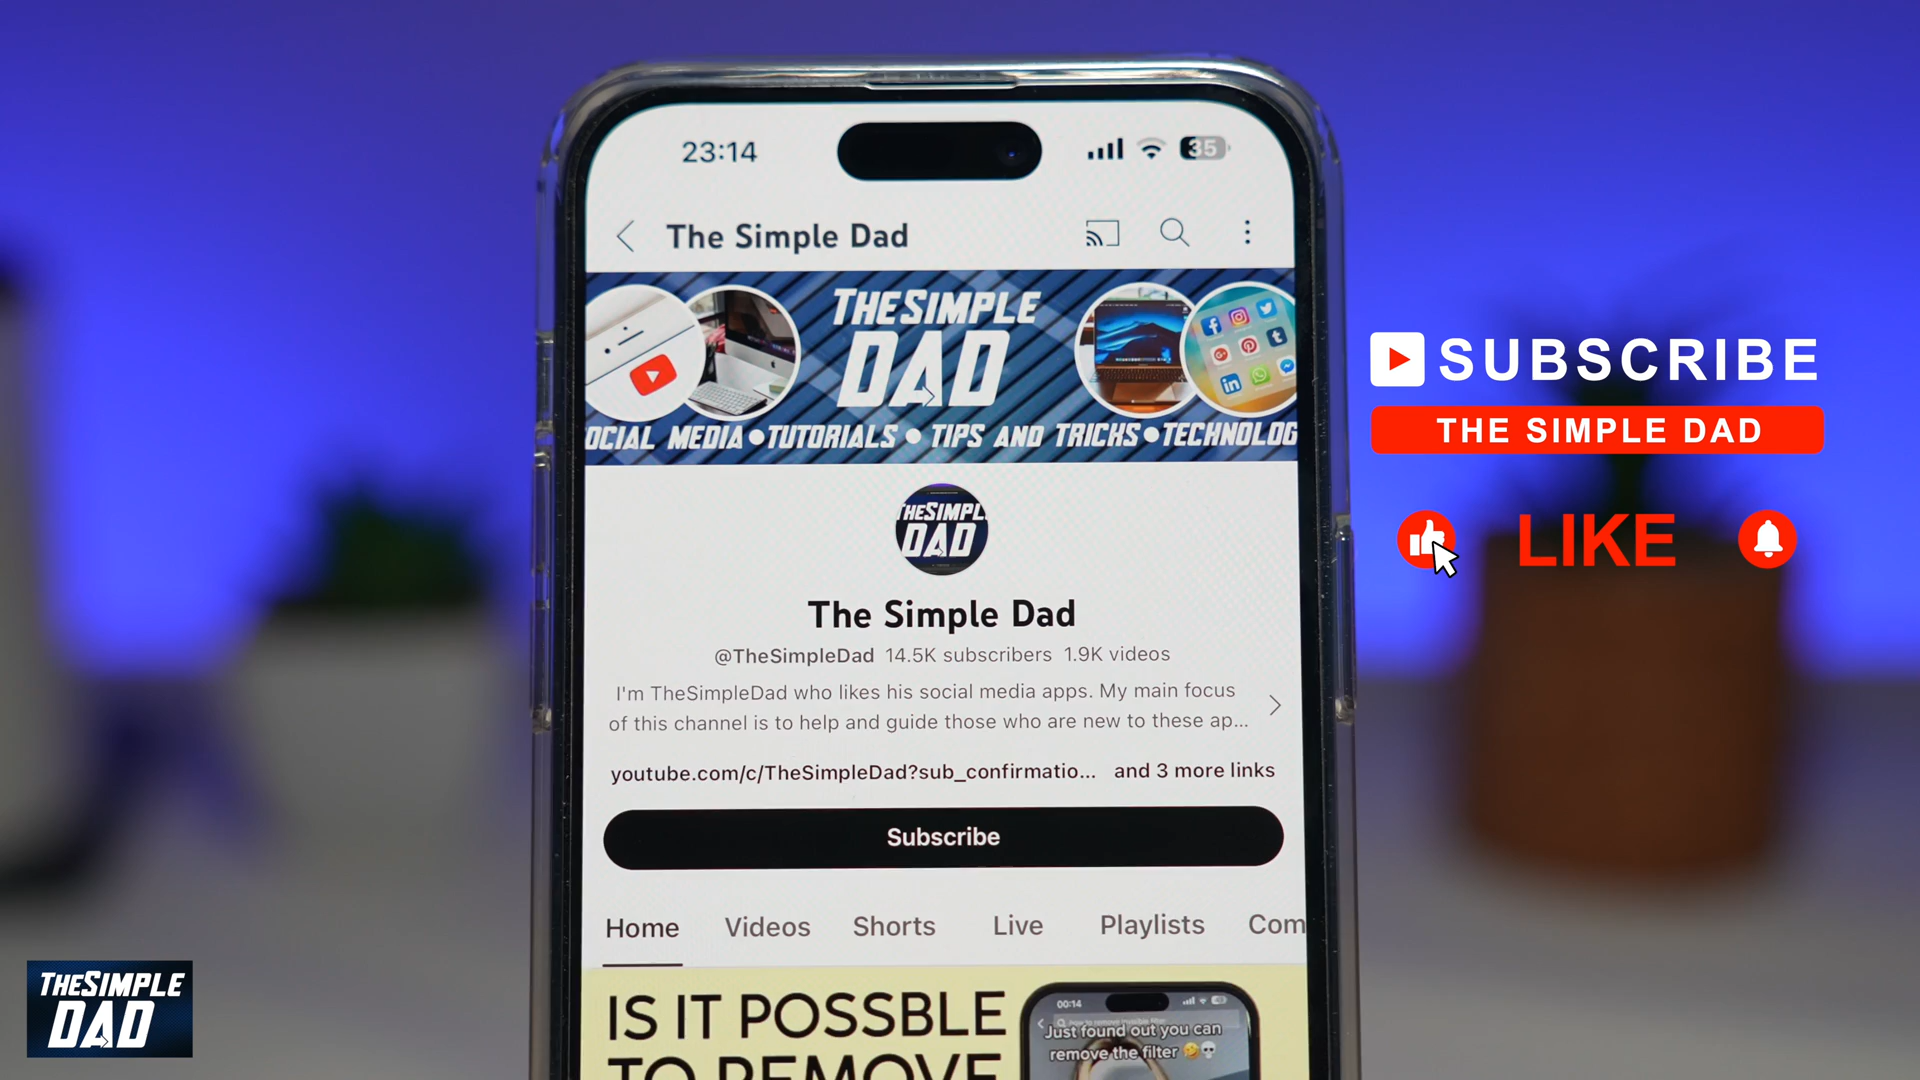 23:14
35
The Simple Dad
THESIMPLE
DAD
OCIAL MEDIA ● TUTORIALS ● TIPS AND TRICKS ● TECHNOLOG
HESIMPL
DAD
The Simple Dad
@TheSimpleDad 14.5K subscribers 1.9K videos
I'm TheSimpleDad who likes his social media apps. My main focus
of this channel is to help and guide those who are new to these ap...
youtube.com/c/TheSimpleDad?sub_confirmatio... and 3 more links
Subscribe
Home Videos Shorts Live Playlists Com
IS IT POSSBLE
TO REMOVE
00:14
Just found out you can
remove the filter 🤣💀
SUBSCRIBE
THE SIMPLE DAD
LIKE
THESIMPLE
DAD